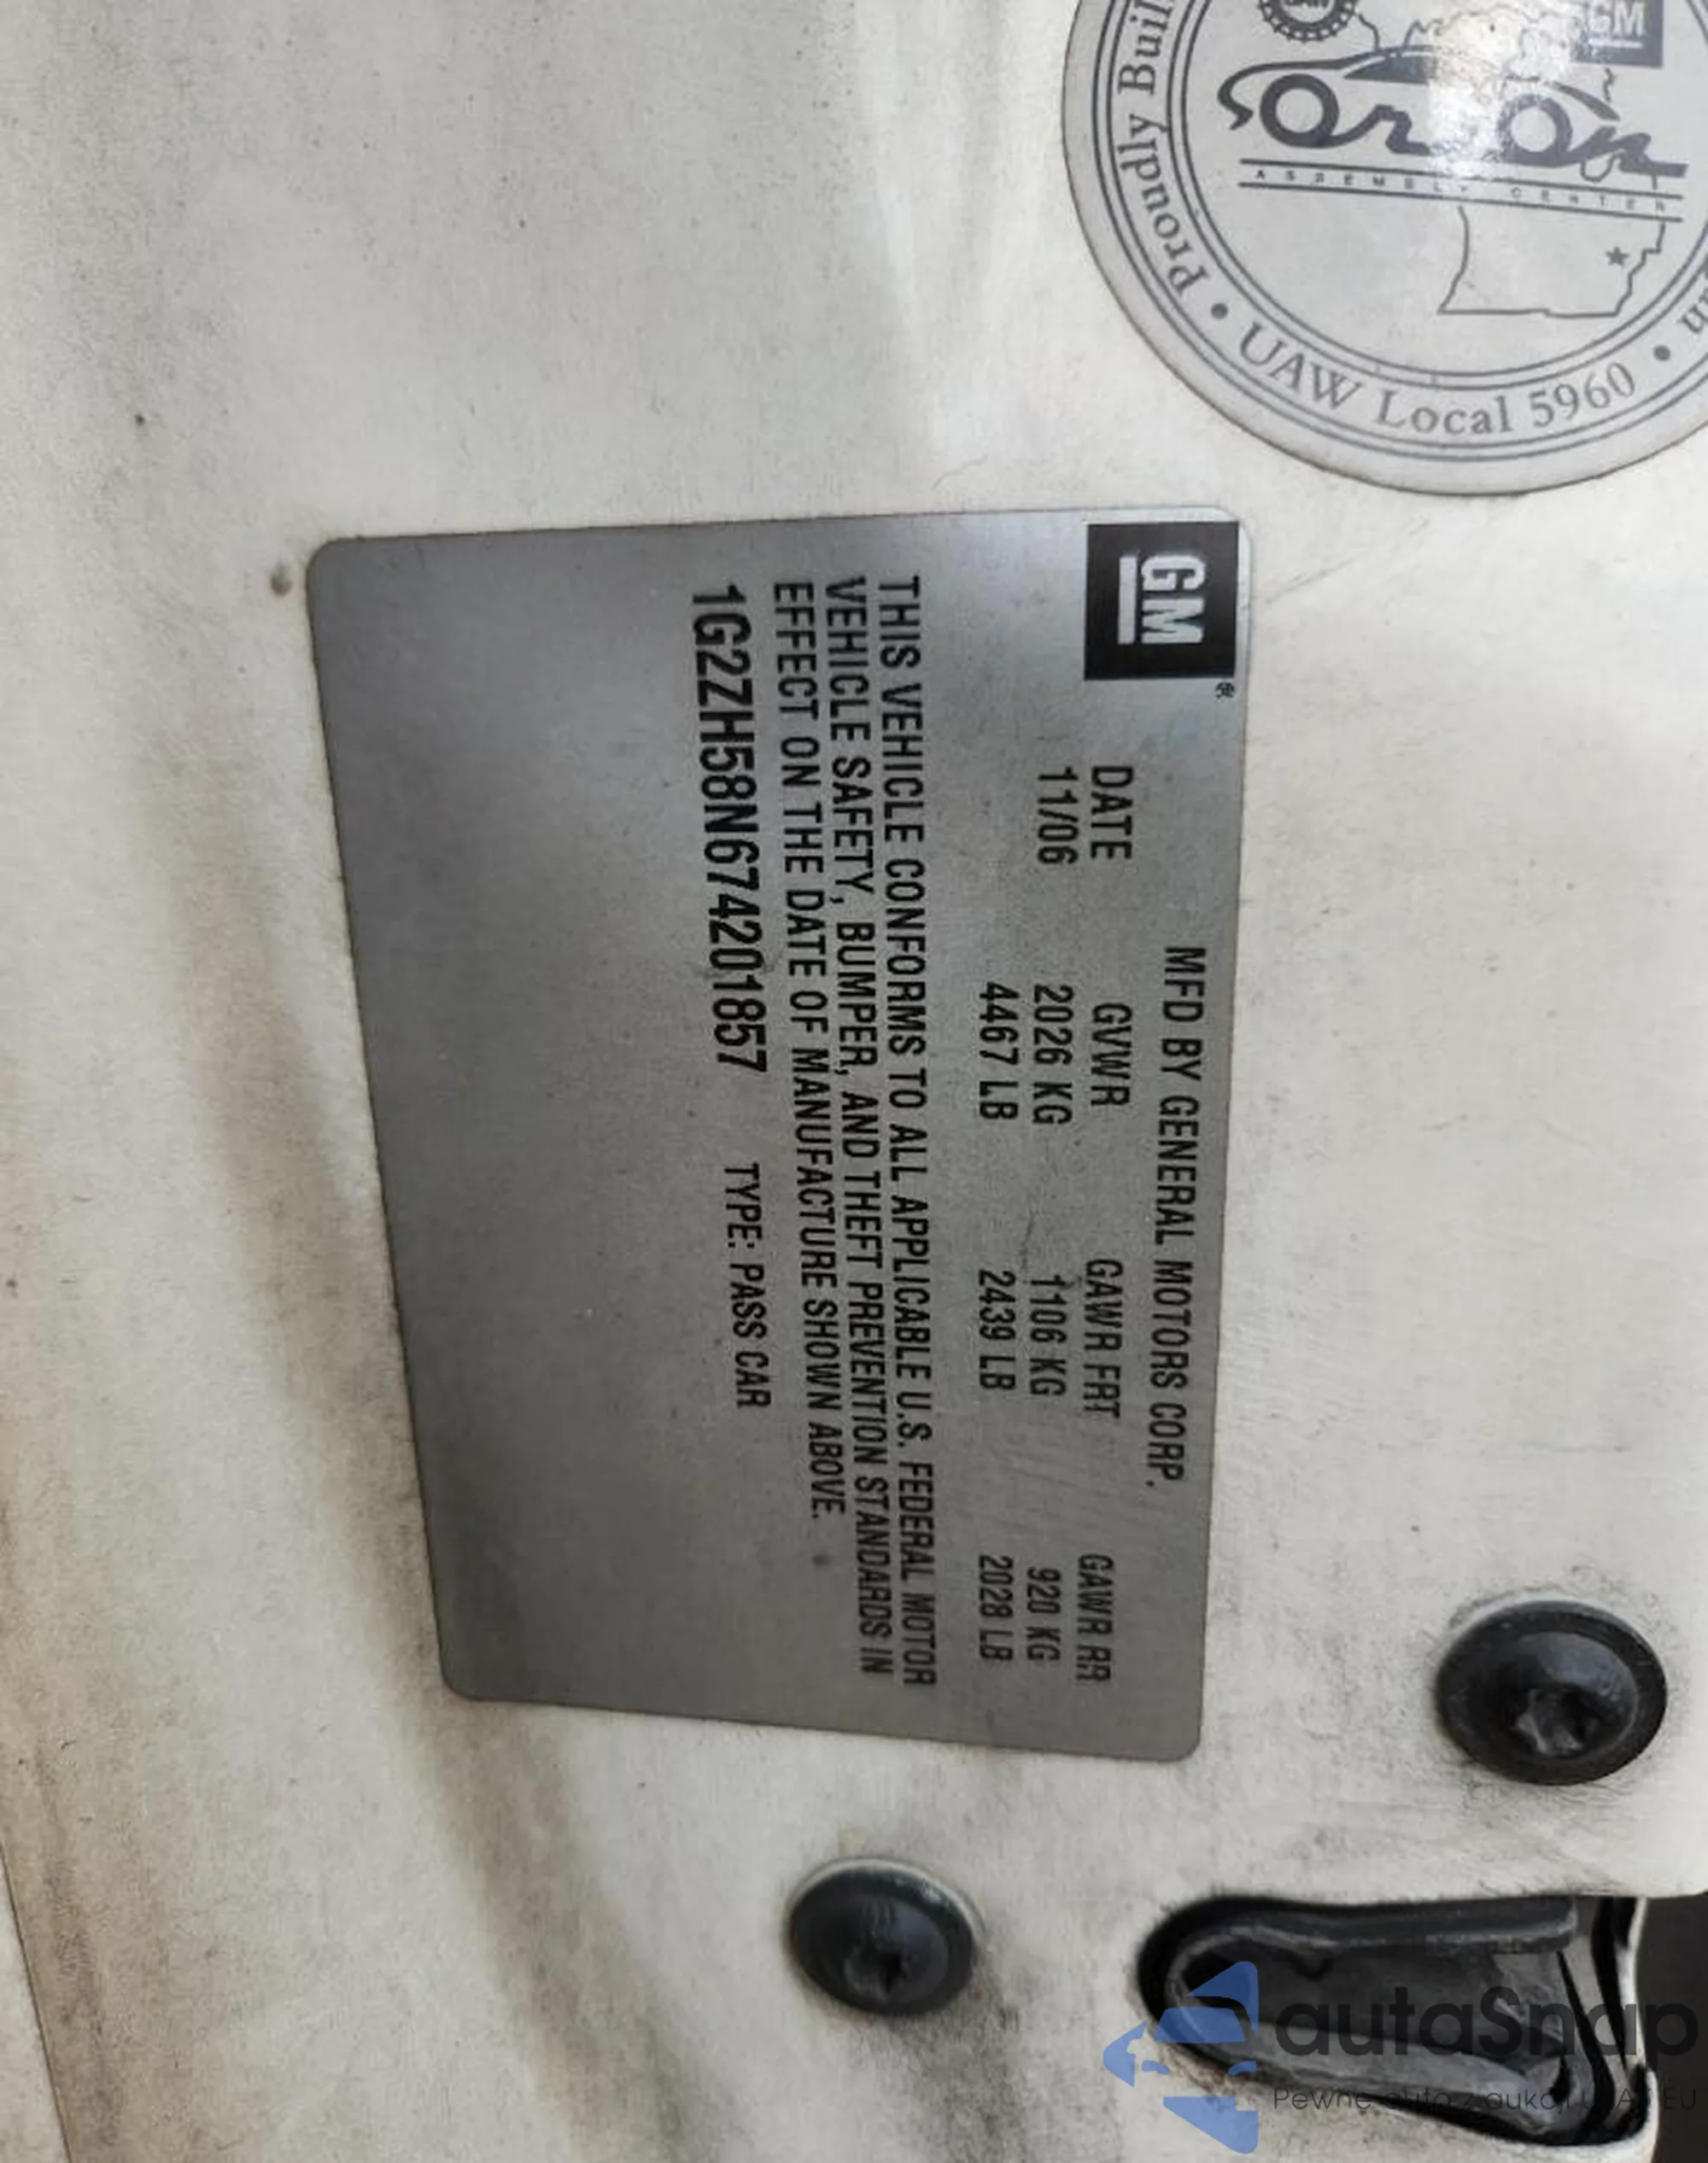 GM
orion
ASSEMBLY CENTER
Proudly
UAW Local 5960
GM
MFD BY GENERAL MOTORS CORP.
DATE GVWR GAWR FRT GAWR RR
11/06 2026 KG 1106 KG 920 KG
4467 LB 2439 LB 2028 LB
THIS VEHICLE CONFORMS TO ALL APPLICABLE U.S. FEDERAL MOTOR
VEHICLE SAFETY, BUMPER, AND THEFT PREVENTION STANDARDS IN
EFFECT ON THE DATE OF MANUFACTURE SHOWN ABOVE.
1G2ZH58N674201857 TYPE: PASS CAR
autaSnap
Pewne auto z aukcji